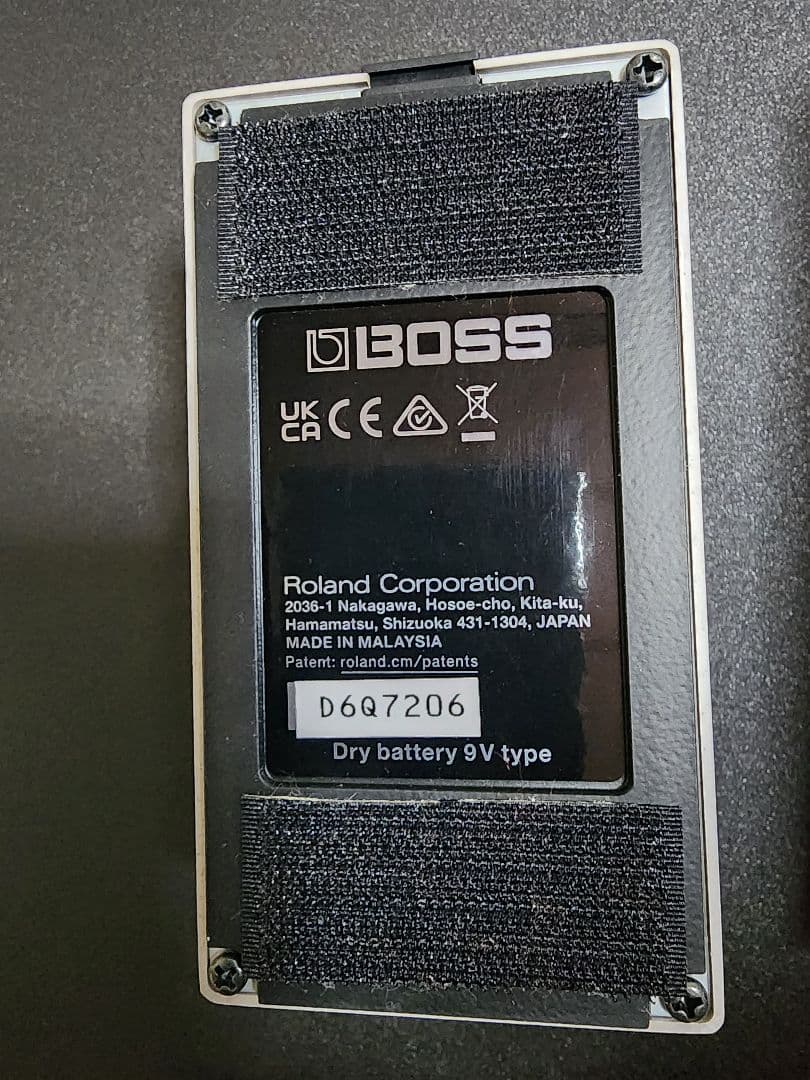 BOSS
UK
CA CE
Roland Corporation
2036-1 Nakagawa, Hosoe-cho, Kita-ku,
Hamamatsu, Shizuoka 431-1304, JAPAN
MADE IN MALAYSIA
Patent: roland.cm/patents
D6Q7206
Dry battery 9V type